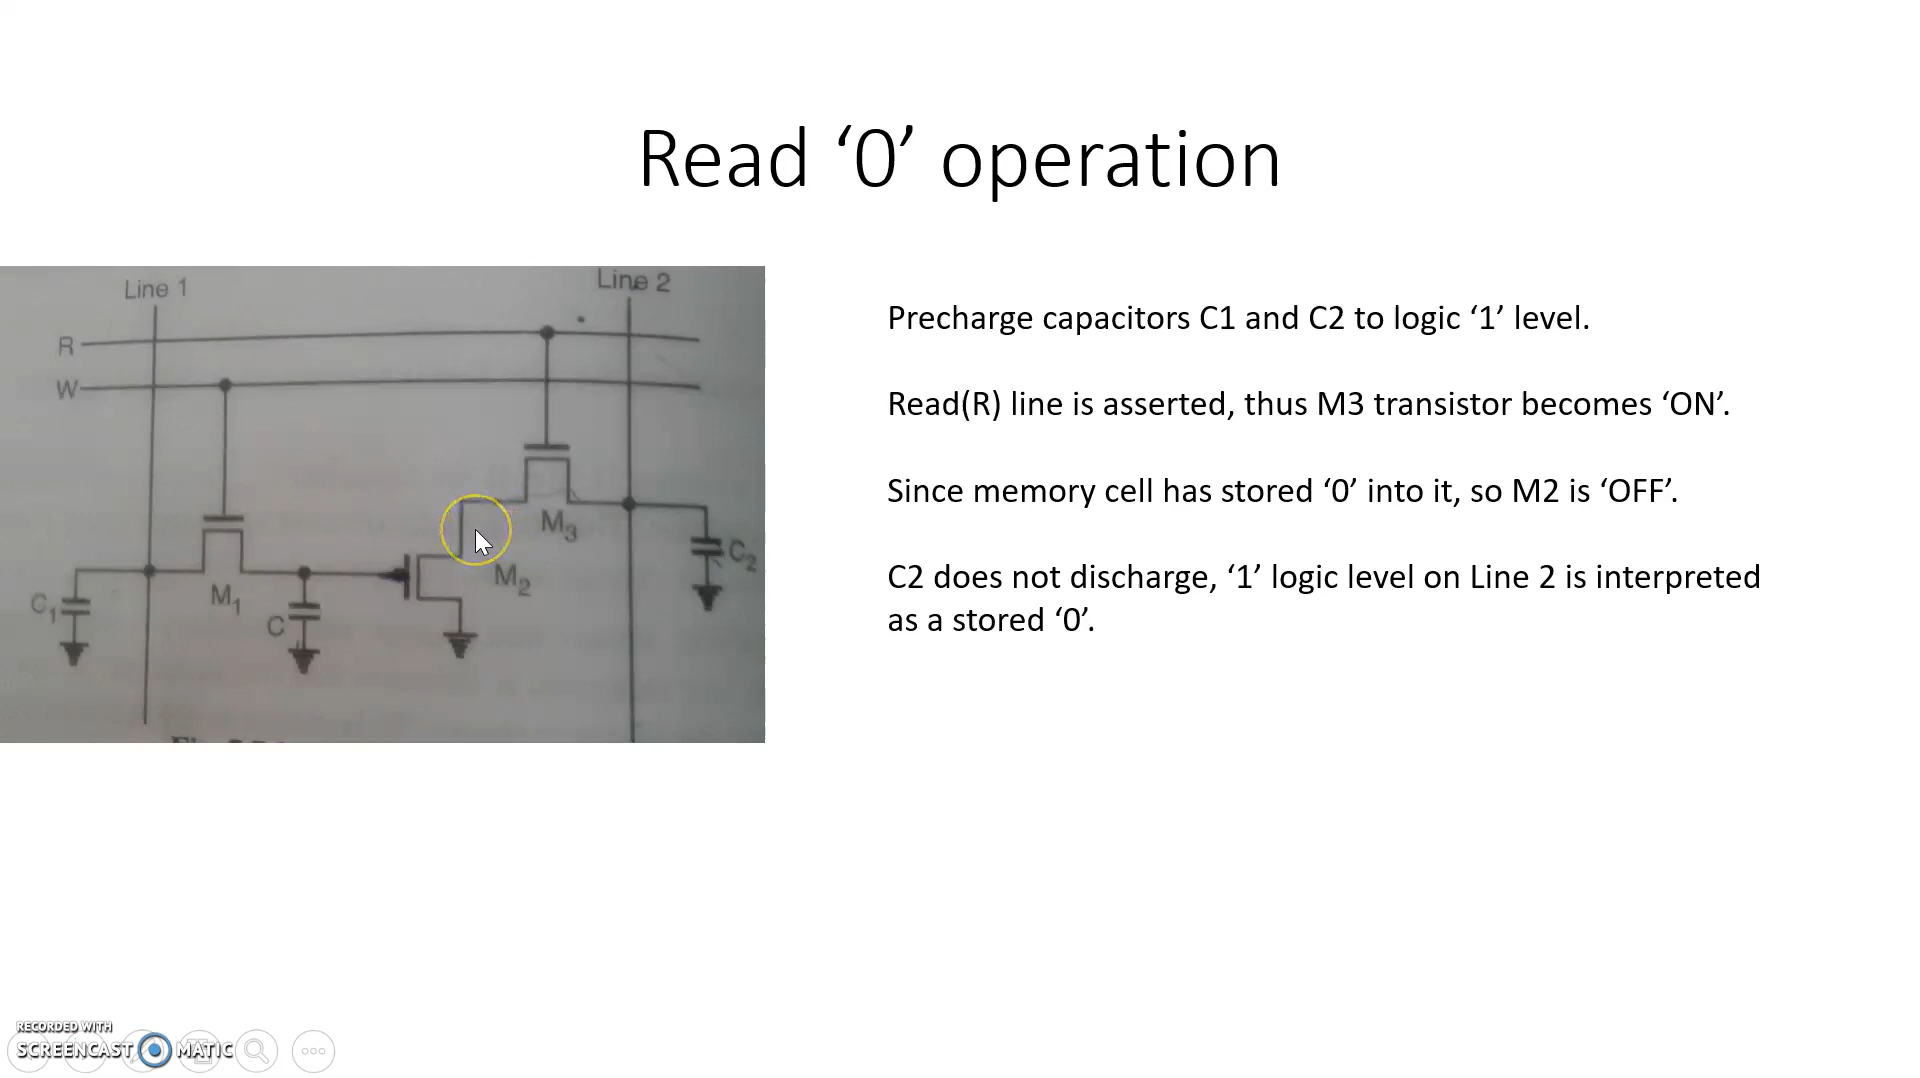 Read ‘0’ operation
Line 1
Line 2
R
W
M3
M2
M1
C1
C
C2
Precharge capacitors C1 and C2 to logic ‘1’ level.
Read(R) line is asserted, thus M3 transistor becomes ‘ON’.
Since memory cell has stored ‘0’ into it, so M2 is ‘OFF’.
C2 does not discharge, ‘1’ logic level on Line 2 is interpreted
as a stored ‘0’.
RECORDED WITH
SCREENCAST MATIC